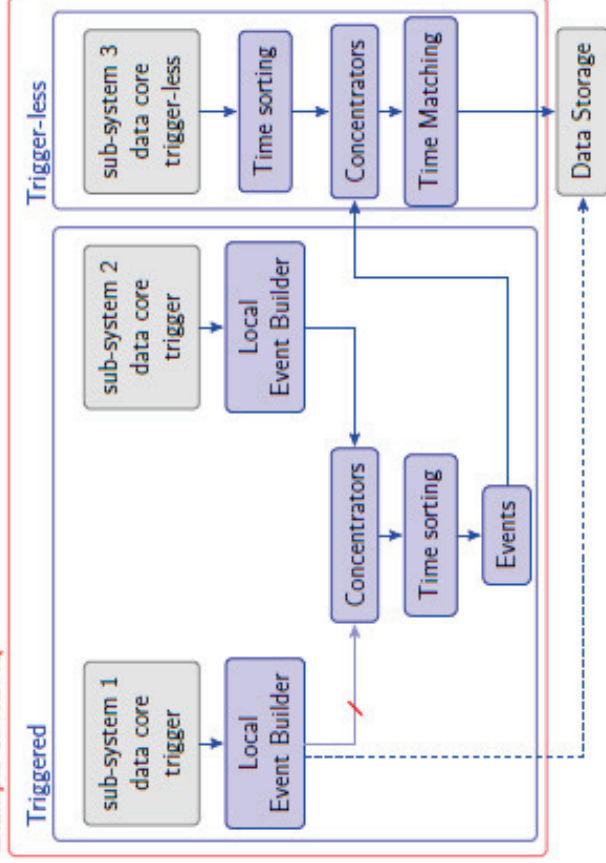 Triggered
sub-system 1
data core
trigger
Local
Event Builder
sub-system 2
data core
trigger
Local
Event Builder
Concentrators
Time sorting
Events
Trigger-less
sub-system 3
data core
trigger-less
Time sorting
Concentrators
Time Matching
Data Storage